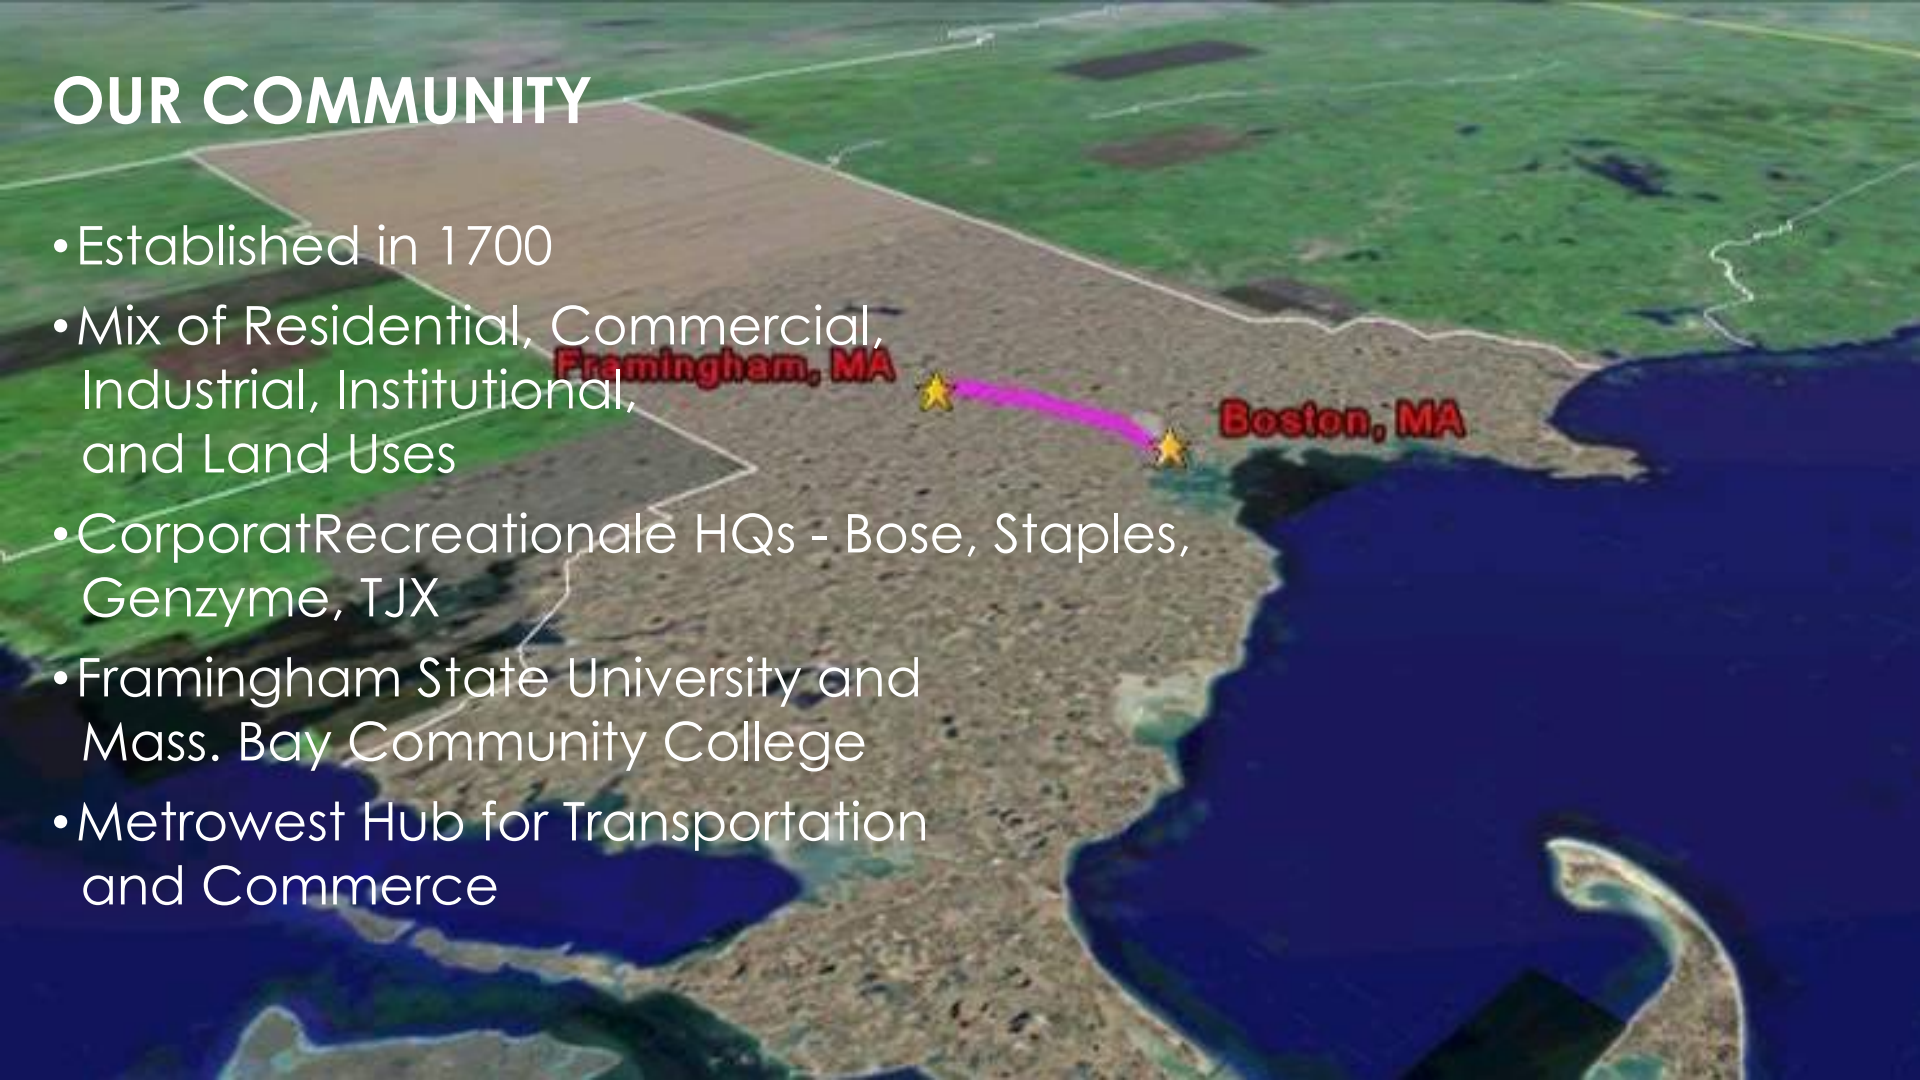 OUR COMMUNITY
•Established in 1700
•Mix of Residential, Commercial,
Industrial, Institutional,
and Land Uses
•CorporatRecreationale HQs - Bose, Staples,
Genzyme, TJX
•Framingham State University and
Mass. Bay Community College
•Metrowest Hub for Transportation
and Commerce
Framingham, MA
Boston, MA